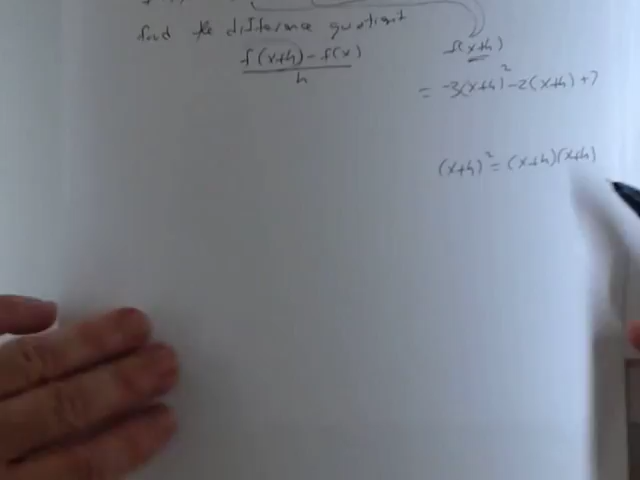 find the difference quotient
f(x+h)-f(x)
h
f(x+h)
= -3(x+h)² -2(x+h)+7
(x+h)² = (x+h)(x+h)